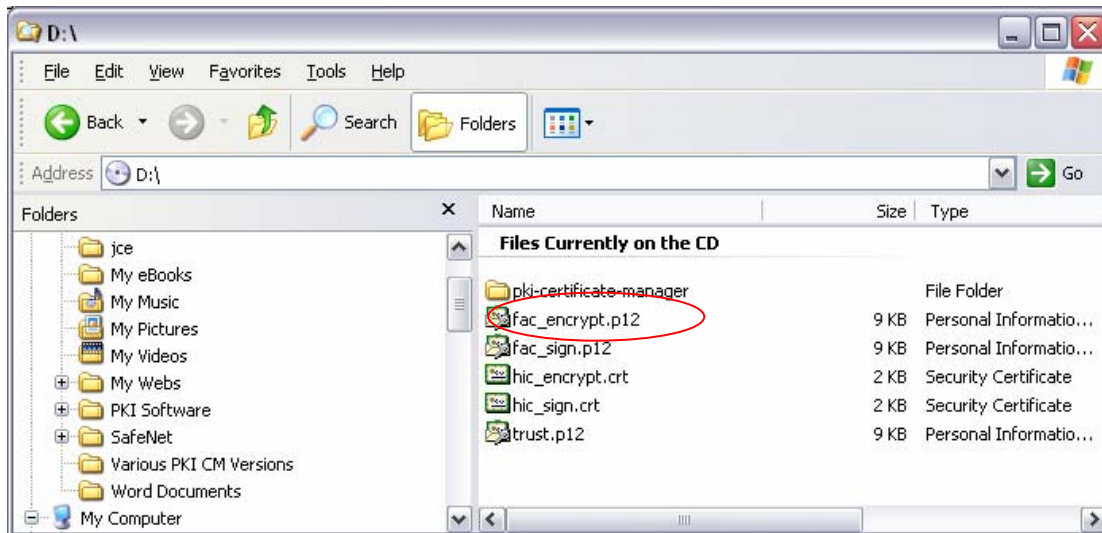 D:\
File Edit View Favorites Tools Help
Back Search Folders
Address D:\ Go
Folders x Name Size Type
Files Currently on the CD
jce
My eBooks
My Music
My Pictures
My Videos
My Webs
PKI Software
SafeNet
Various PKI CM Versions
Word Documents
My Computer
pki-certificate-manager File Folder
fac_encrypt.p12 9 KB Personal Informatio...
fac_sign.p12 9 KB Personal Informatio...
hic_encrypt.crt 2 KB Security Certificate
hic_sign.crt 2 KB Security Certificate
trust.p12 9 KB Personal Informatio...